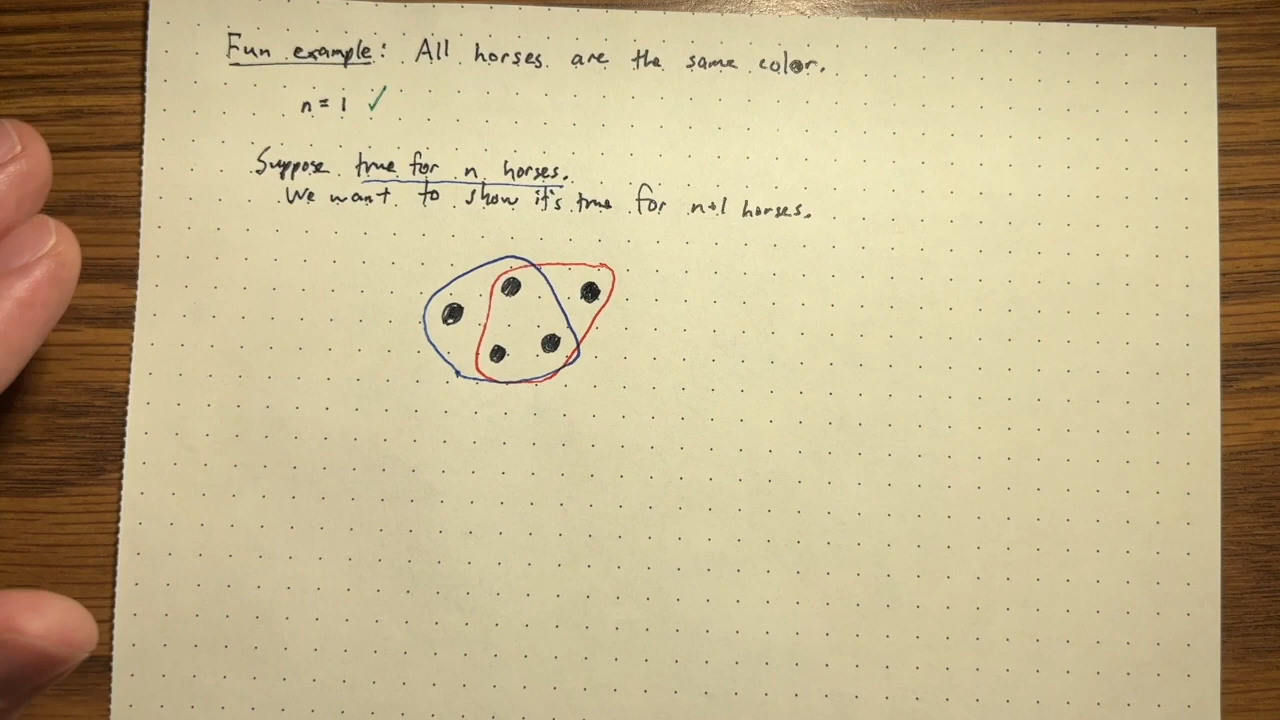 Fun example: All horses are the same color.
n = 1 ✓
Suppose true for n horses.
We want to show it's true for n+1 horses.